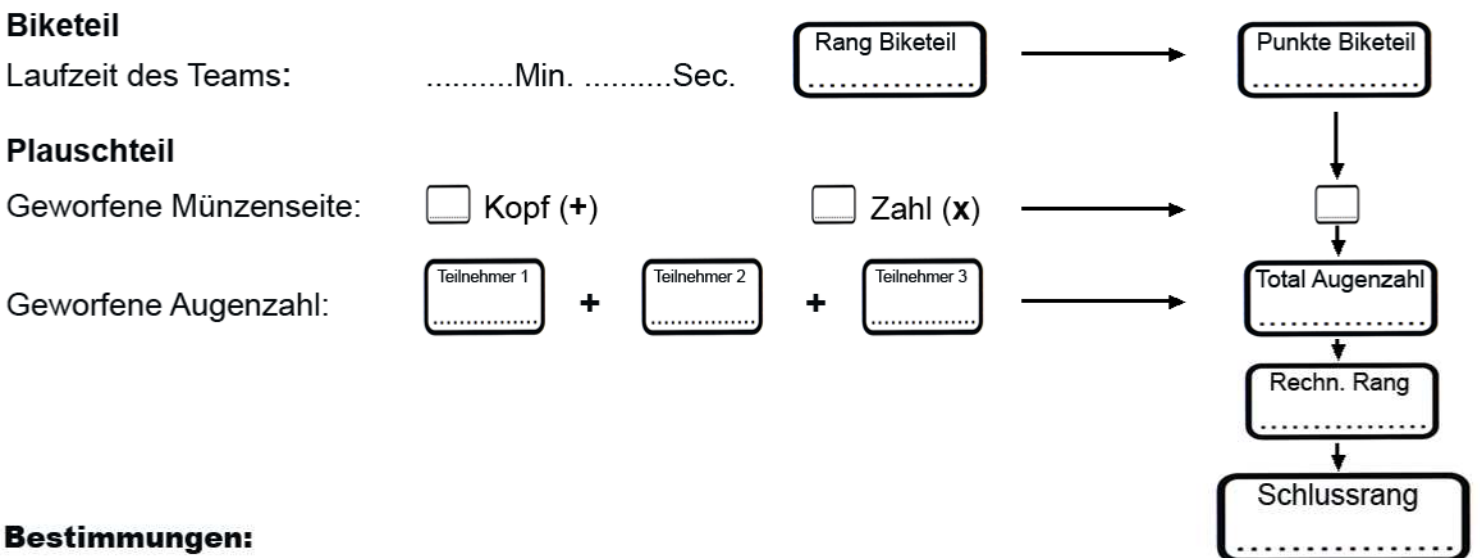 Biketeil
Rang Biketeil
Punkte Biketeil
Laufzeit des Teams: ..........Min. ..........Sec.
Plauschteil
Geworfene Münzenseite: Kopf (+) Zahl (x)
Teilnehmer 1 Teilnehmer 2 Teilnehmer 3
Total Augenzahl
Geworfene Augenzahl: + +
Rechn. Rang
Schlussrang
Bestimmungen: